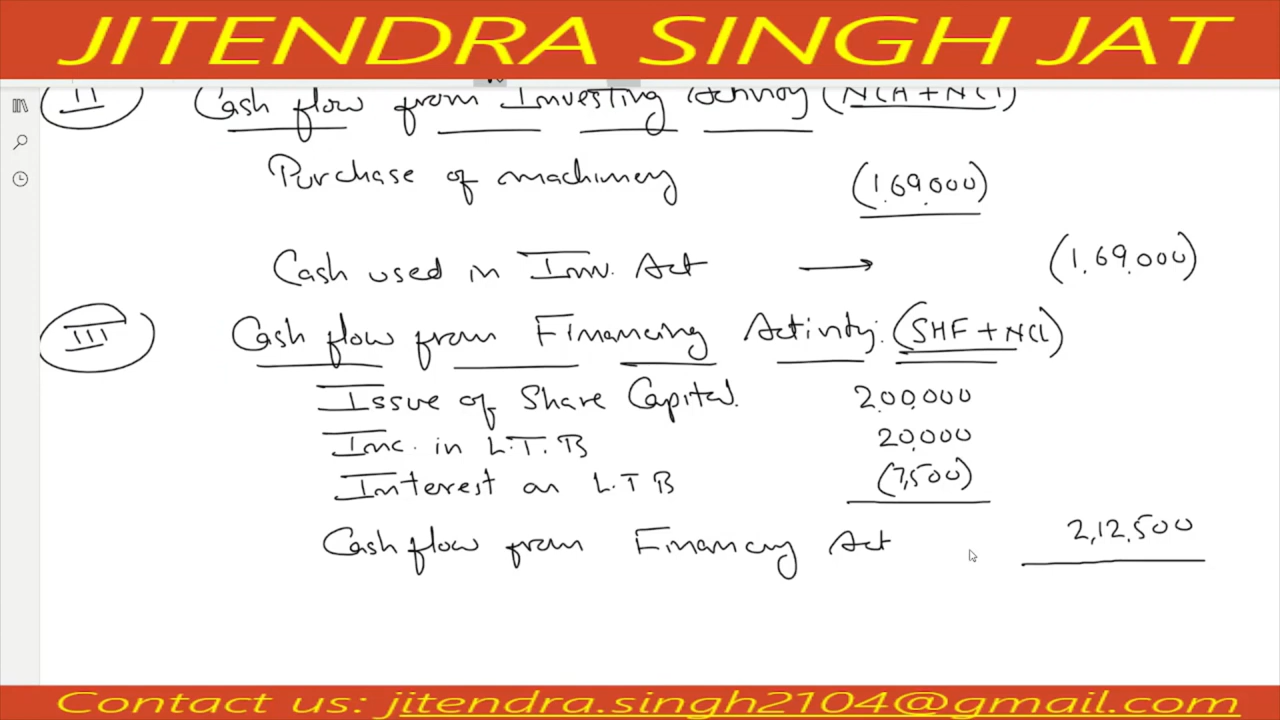 JITENDRA SINGH JAT
II Cash flow from Investing Activity (NCA + NCI)
Purchase of machinery (1,69,000)
Cash used in Inv. Act → (1,69,000)
III Cash flow from Financing Activity: (SHF + NCL)
Issue of Share Capital. 2,00,000
Inc. in L.T.B 20,000
Interest on L.T B (7,500)
Cash flow from Financing Act 2,12,500
Contact us: jitendra.singh2104@gmail.com